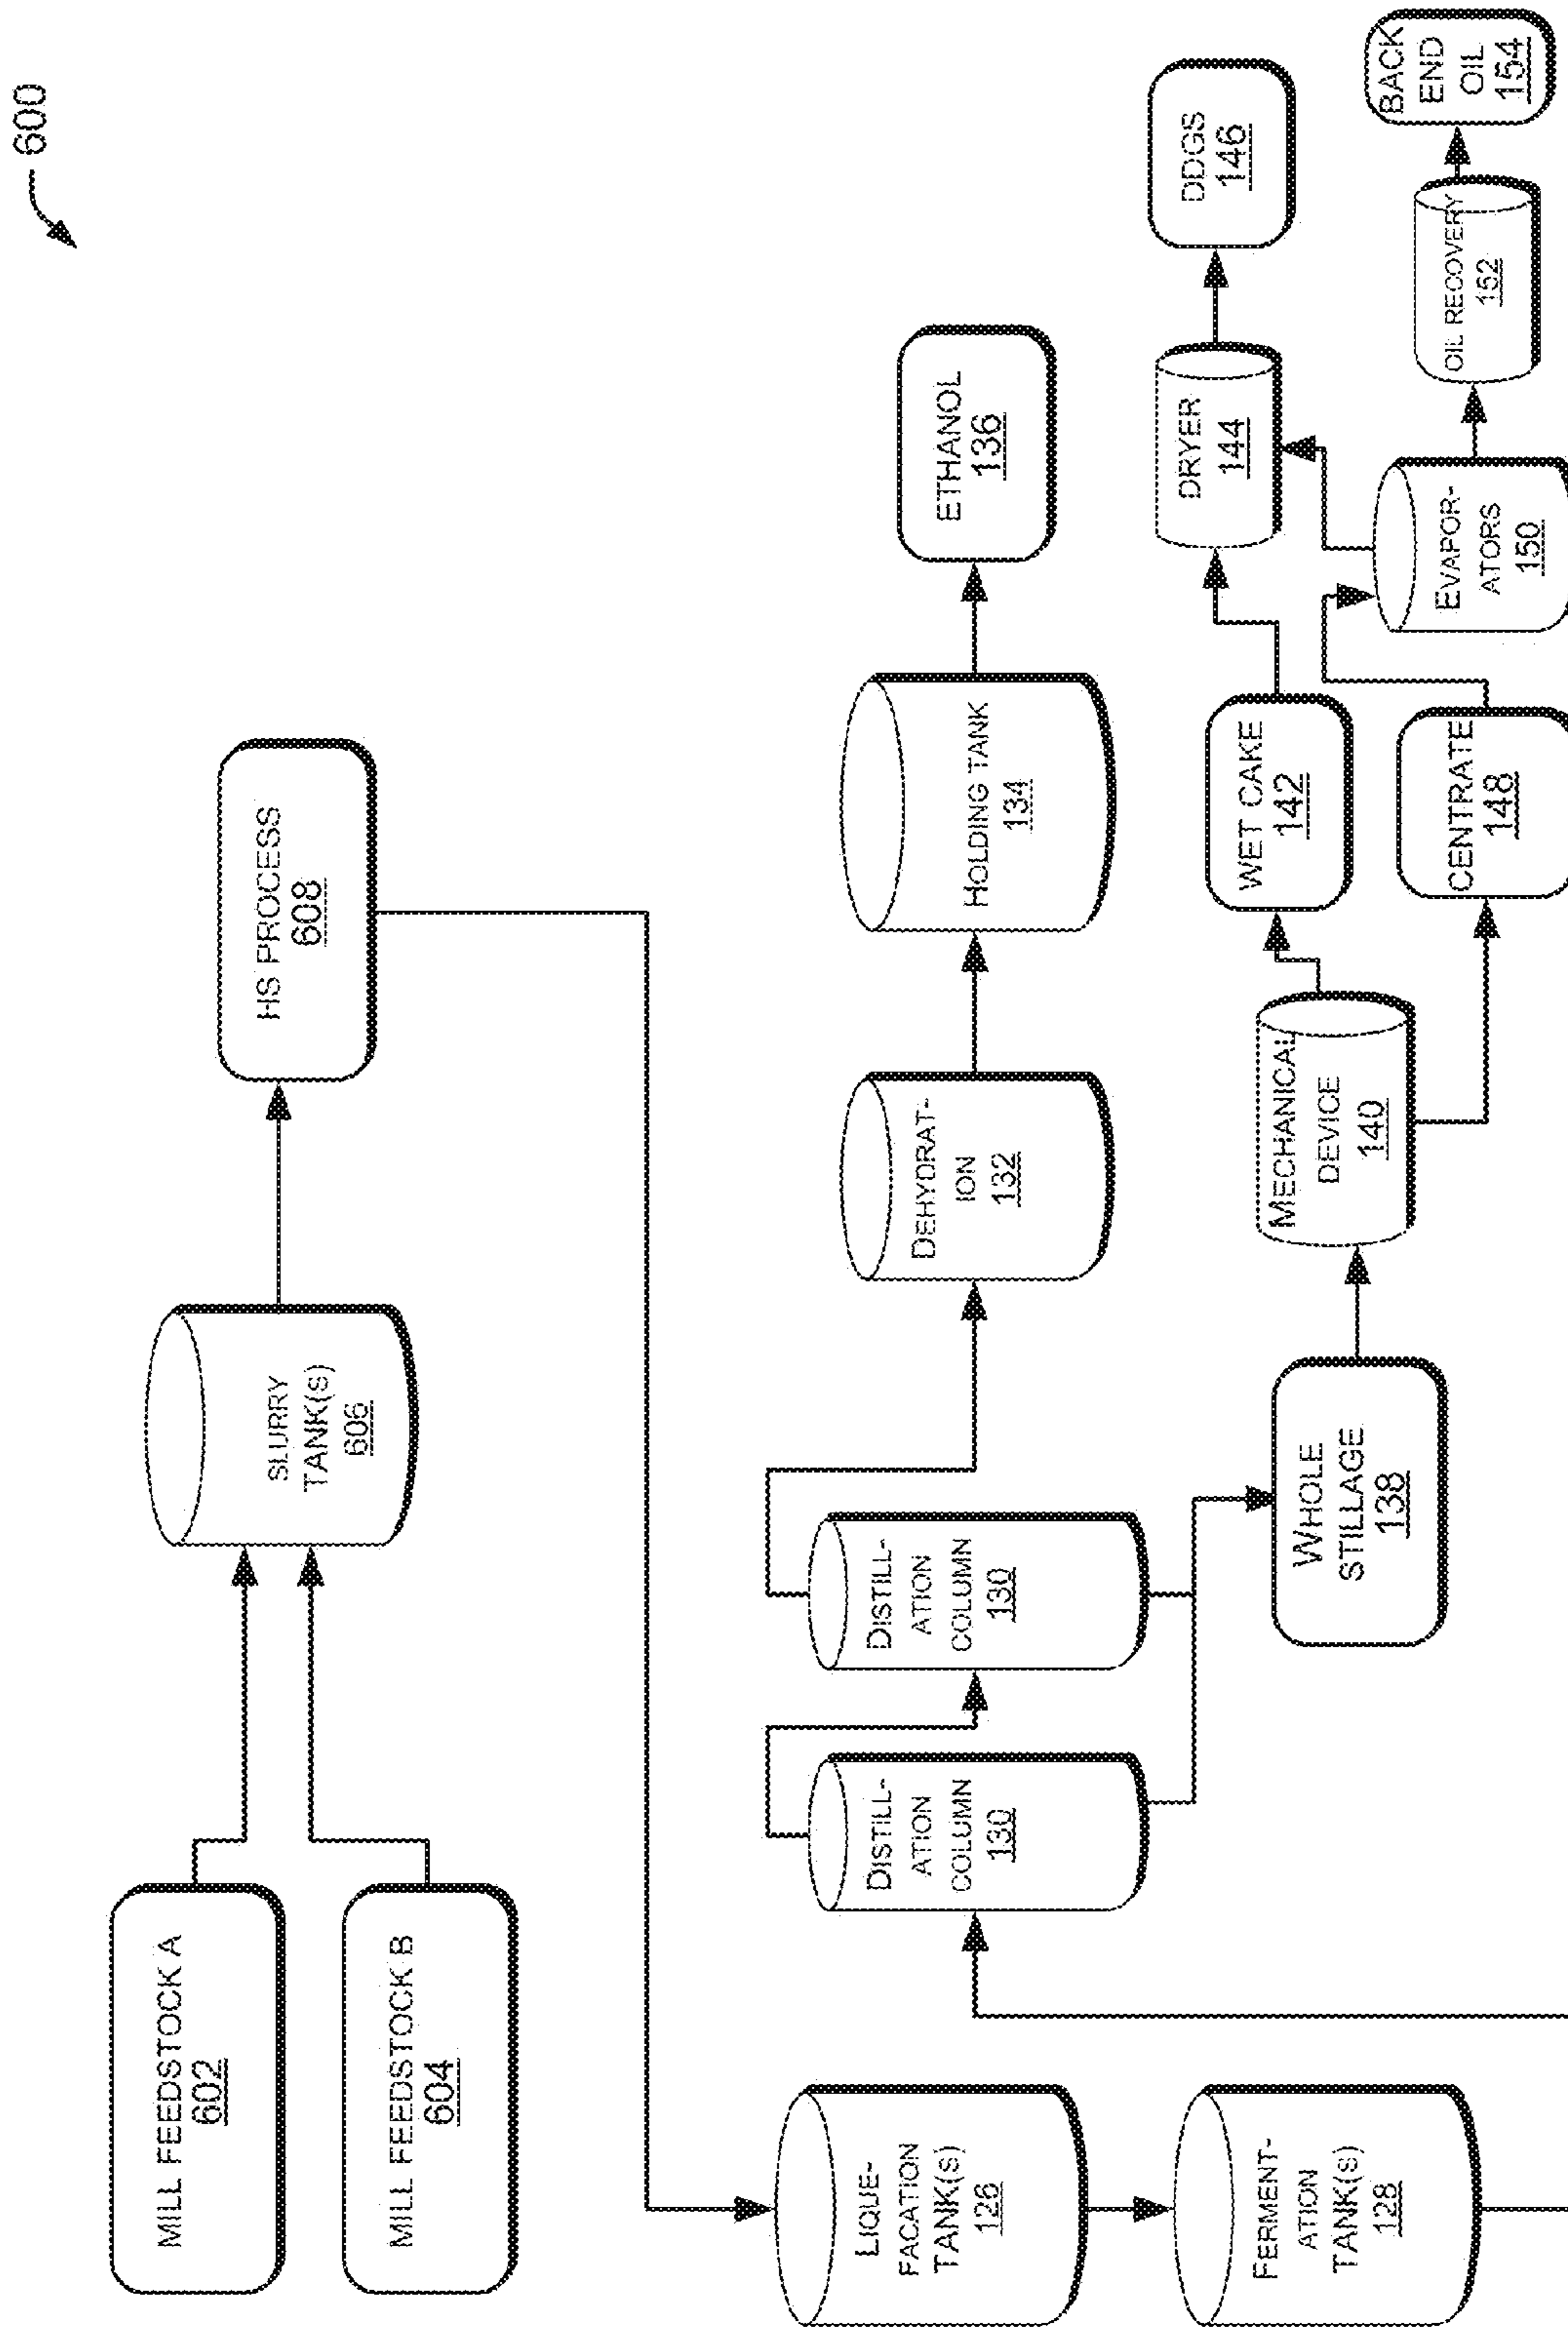 600
MILL FEEDSTOCK A
602
MILL FEEDSTOCK B
604
SLURRY
TANK(S)
606
HS PROCESS
608
LIQUE-
FACATION
TANK(S)
126
FERMENT-
ATION
TANK(S)
128
DISTILL-
ATION
COLUMN
130
DISTILL-
ATION
COLUMN
130
DEHYDRAT-
ION
132
HOLDING TANK
134
ETHANOL
136
WHOLE
STILLAGE
138
MECHANICAL
DEVICE
140
WET CAKE
142
DRYER
144
DDGS
146
CENTRATE
148
EVAPOR-
ATORS
150
OIL RECOVERY
152
BACK
END
OIL
154